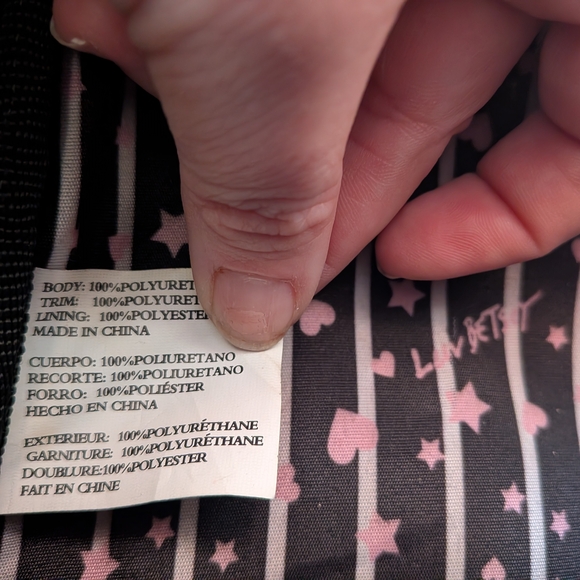 BODY: 100%POLYURET
TRIM: 100%POLYURET
LINING: 100%POLYESTER
MADE IN CHINA
CUERPO: 100%POLIURETANO
RECORTE: 100%POLIURETANO
FORRO: 100%POLIÉSTER
HECHO EN CHINA
EXTERIEUR: 100%POLYURÉTHANE
GARNITURE: 100%POLYURÉTHANE
DOUBLURE:100%POLYESTER
FAIT EN CHINE
LUV BETSEY